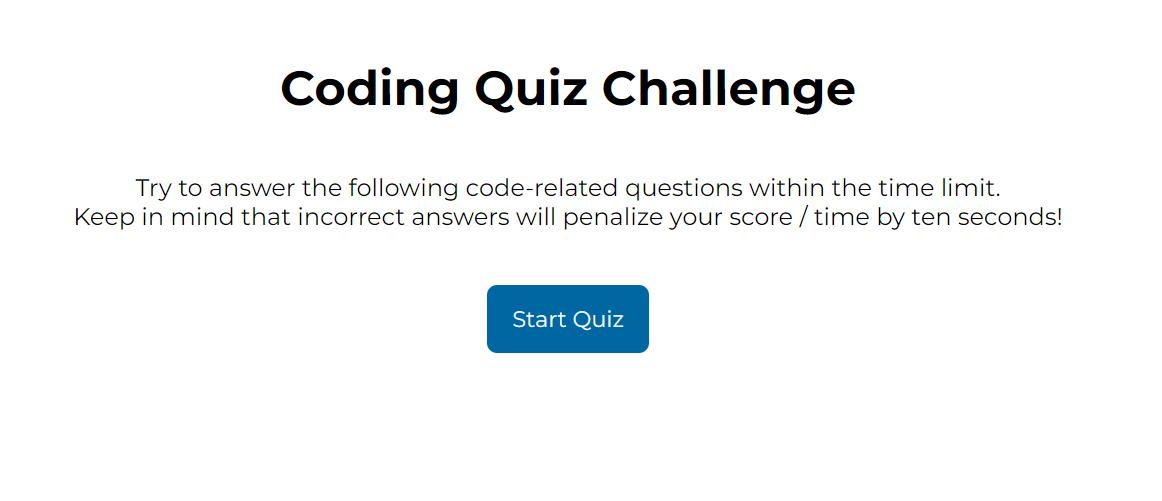 Coding Quiz Challenge
Try to answer the following code-related questions within the time limit.
Keep in mind that incorrect answers will penalize your score / time by ten seconds!
Start Quiz